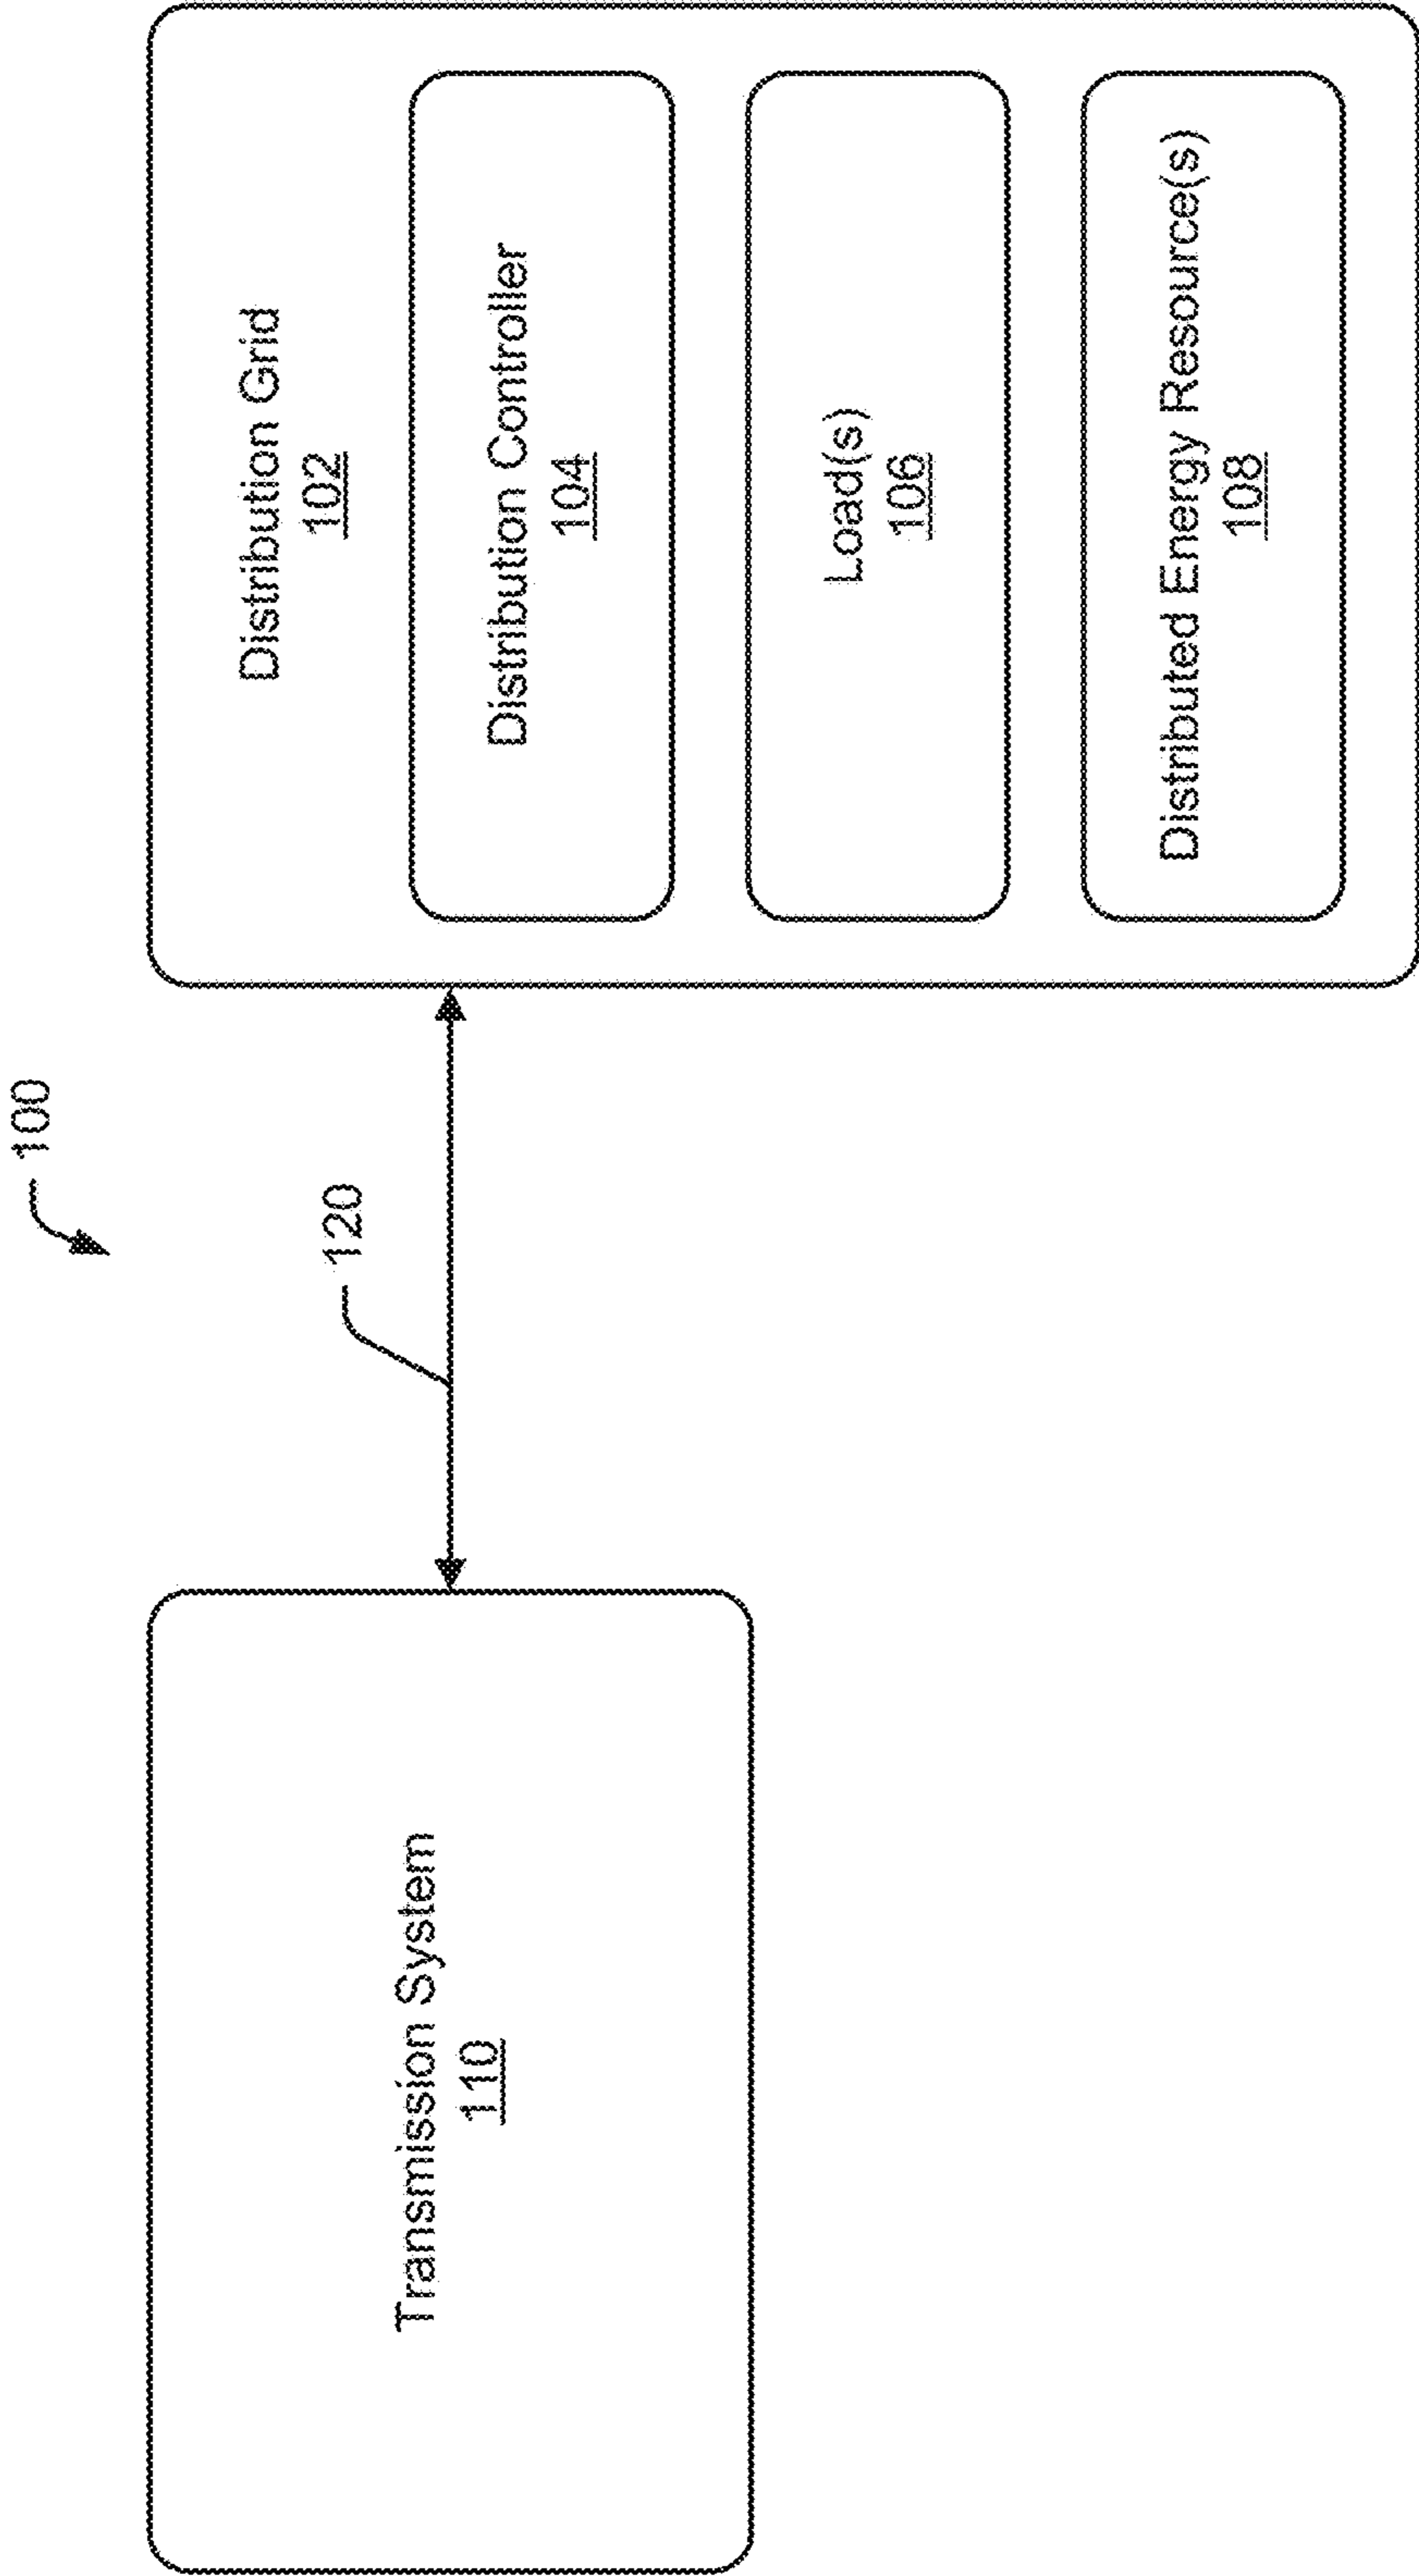 100
120
Transmission System
110
Distribution Grid
102
Distribution Controller
104
Load(s)
106
Distributed Energy Resource(s)
108